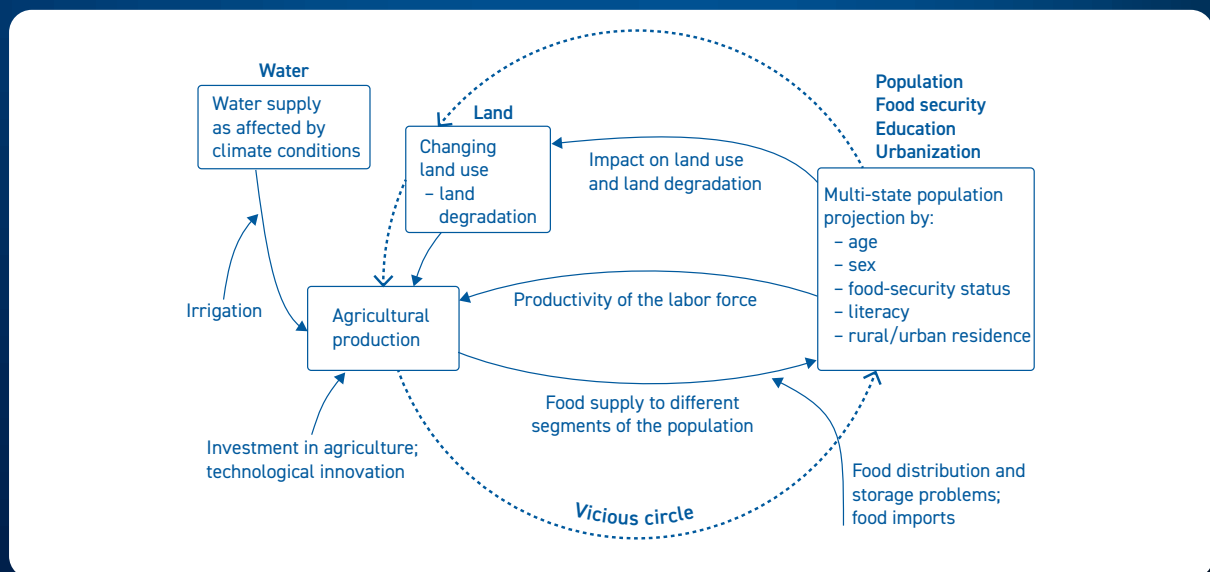 Water
Water supply
as affected by
climate conditions
Land
Changing
land use
– land
degradation
Impact on land use
and land degradation
Population
Food security
Education
Urbanization
Multi-state population
projection by:
– age
– sex
– food-security status
– literacy
– rural/urban residence
Irrigation
Agricultural
production
Productivity of the labor force
Food supply to different
segments of the population
Investment in agriculture;
technological innovation
Vicious circle
Food distribution and
storage problems;
food imports